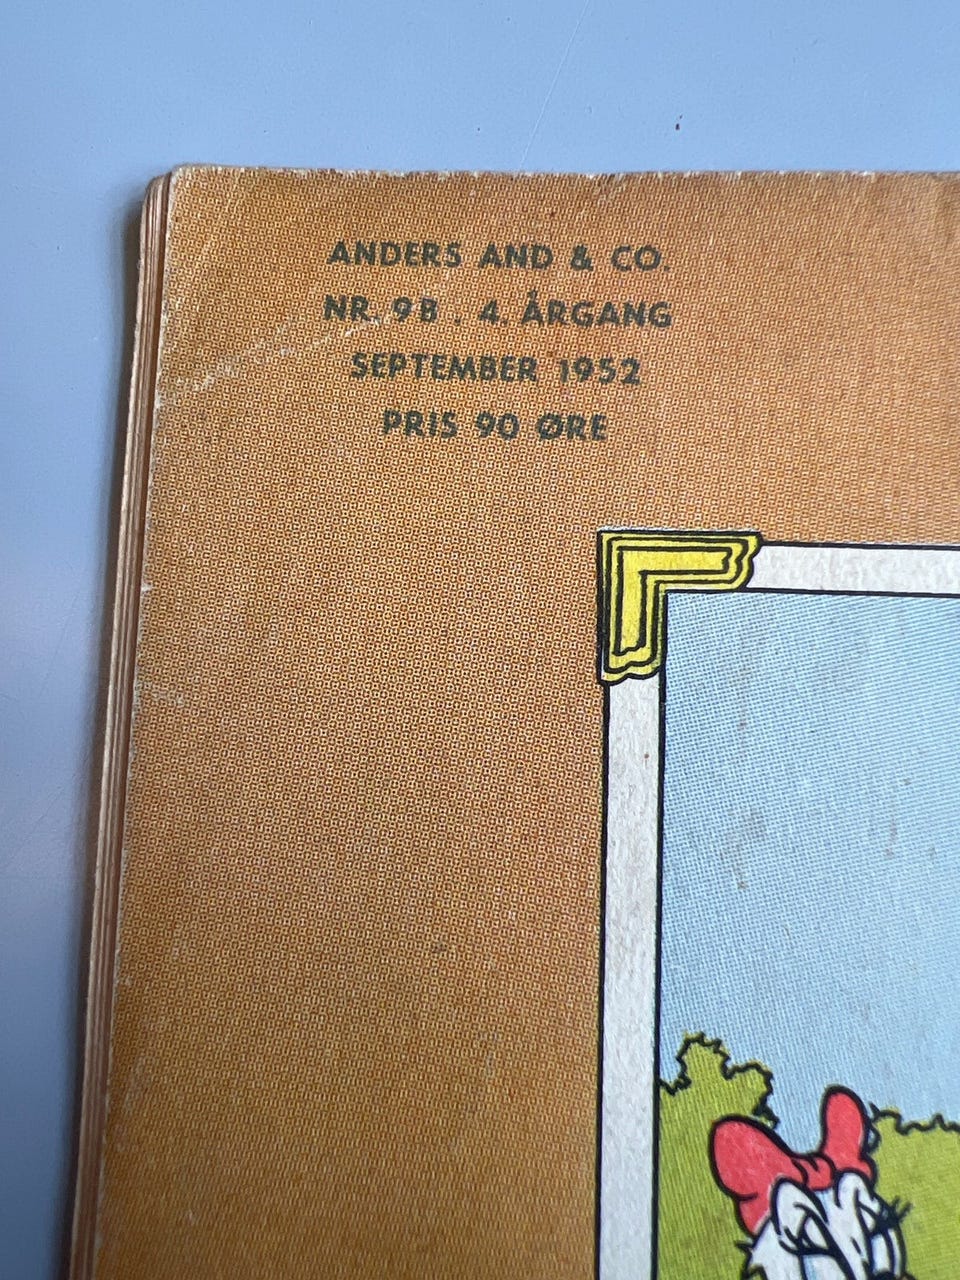 ANDERS AND & CO.
NR. 9B . 4. ÅRGANG
SEPTEMBER 1952
PRIS 90 ØRE